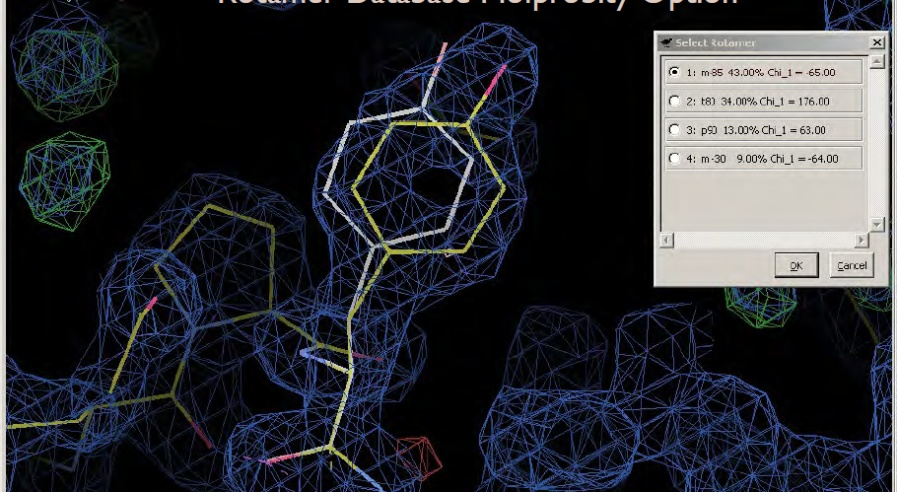 Rotamer Database Molprobity Option
Select Rotamer
1: m-85 43.00% Chi_1 = -65.00
2: t80 34.00% Chi_1 = 176.00
3: p90 13.00% Chi_1 = 63.00
4: m -30 9.00% Chi_1 = -64.00
OK
Cancel